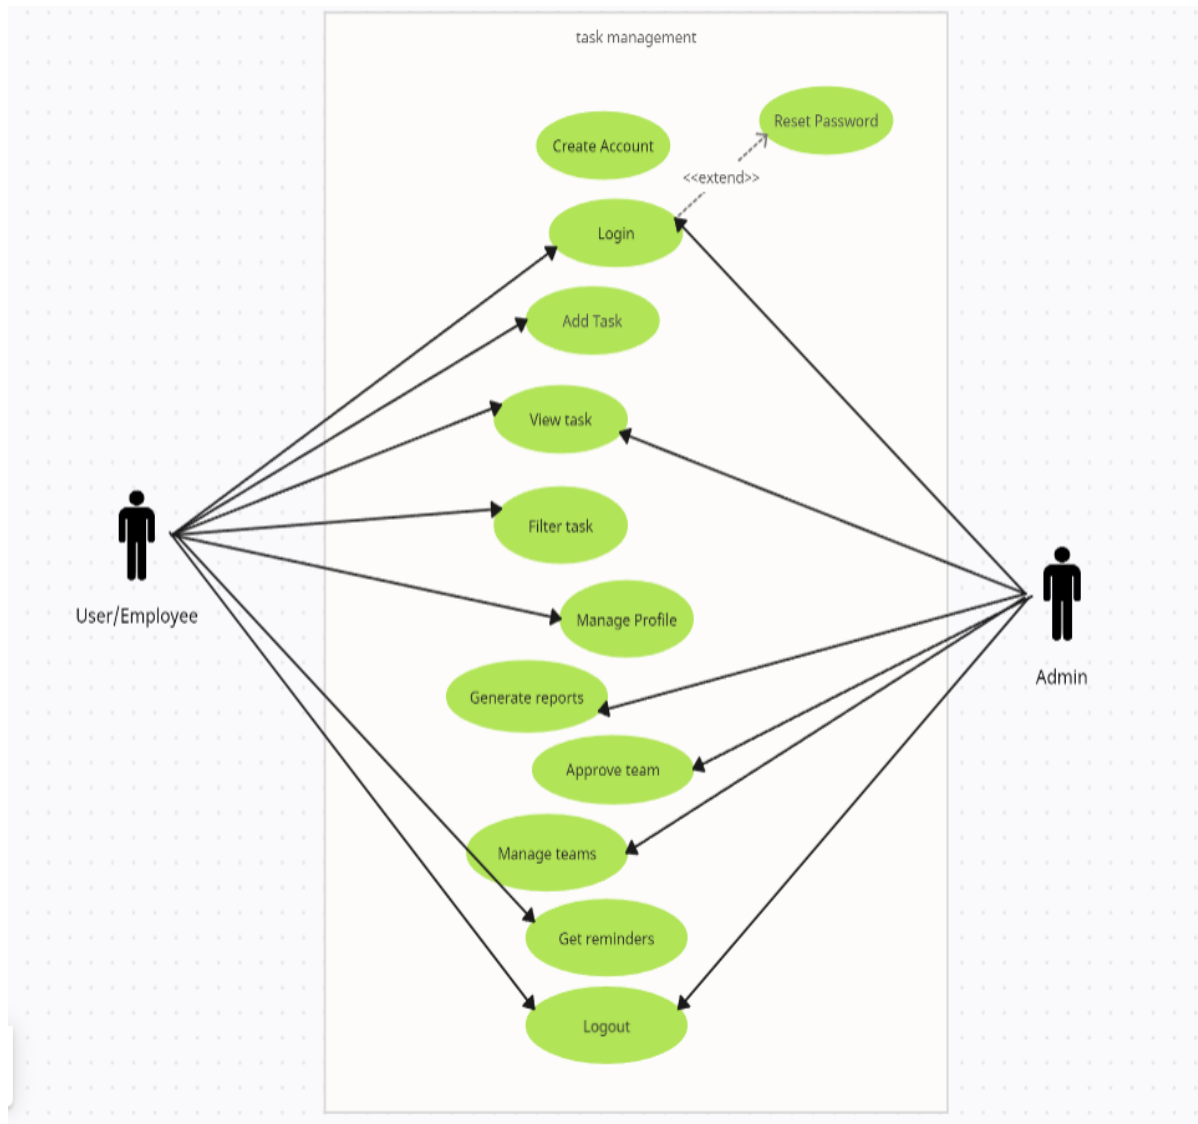 task management
Reset Password
Create Account
<<extend>>
Login
Add Task
View task
Filter task
User/Employee
Manage Profile
Admin
Generate reports
Approve team
Manage teams
Get reminders
Logout